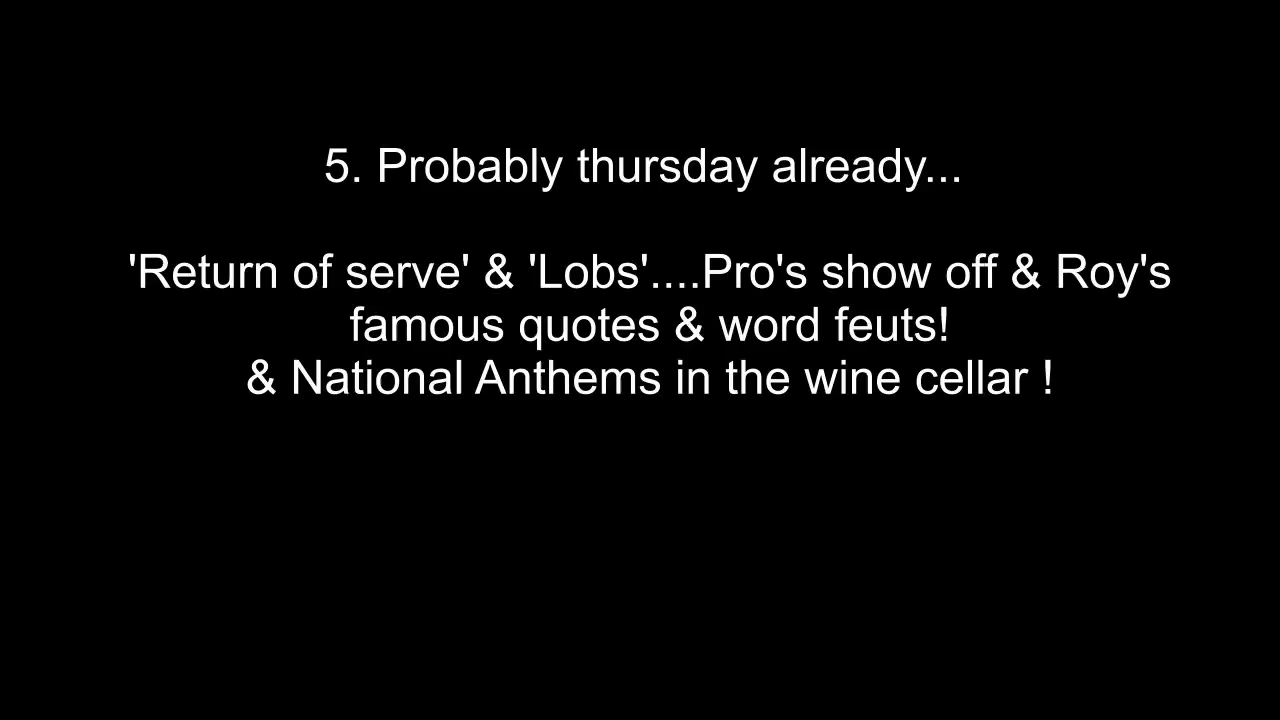 5. Probably thursday already...
'Return of serve' & 'Lobs'....Pro's show off & Roy's
famous quotes & word feuts!
& National Anthems in the wine cellar !